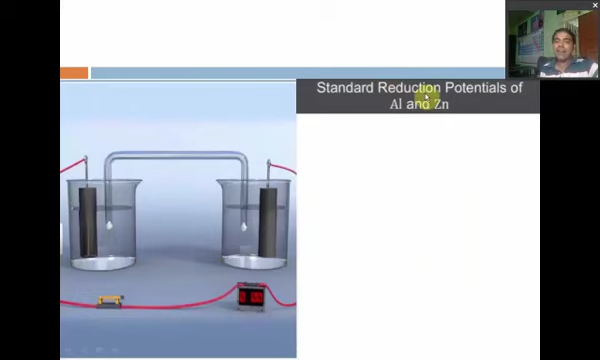 Standard Reduction Potentials of
Al and Zn